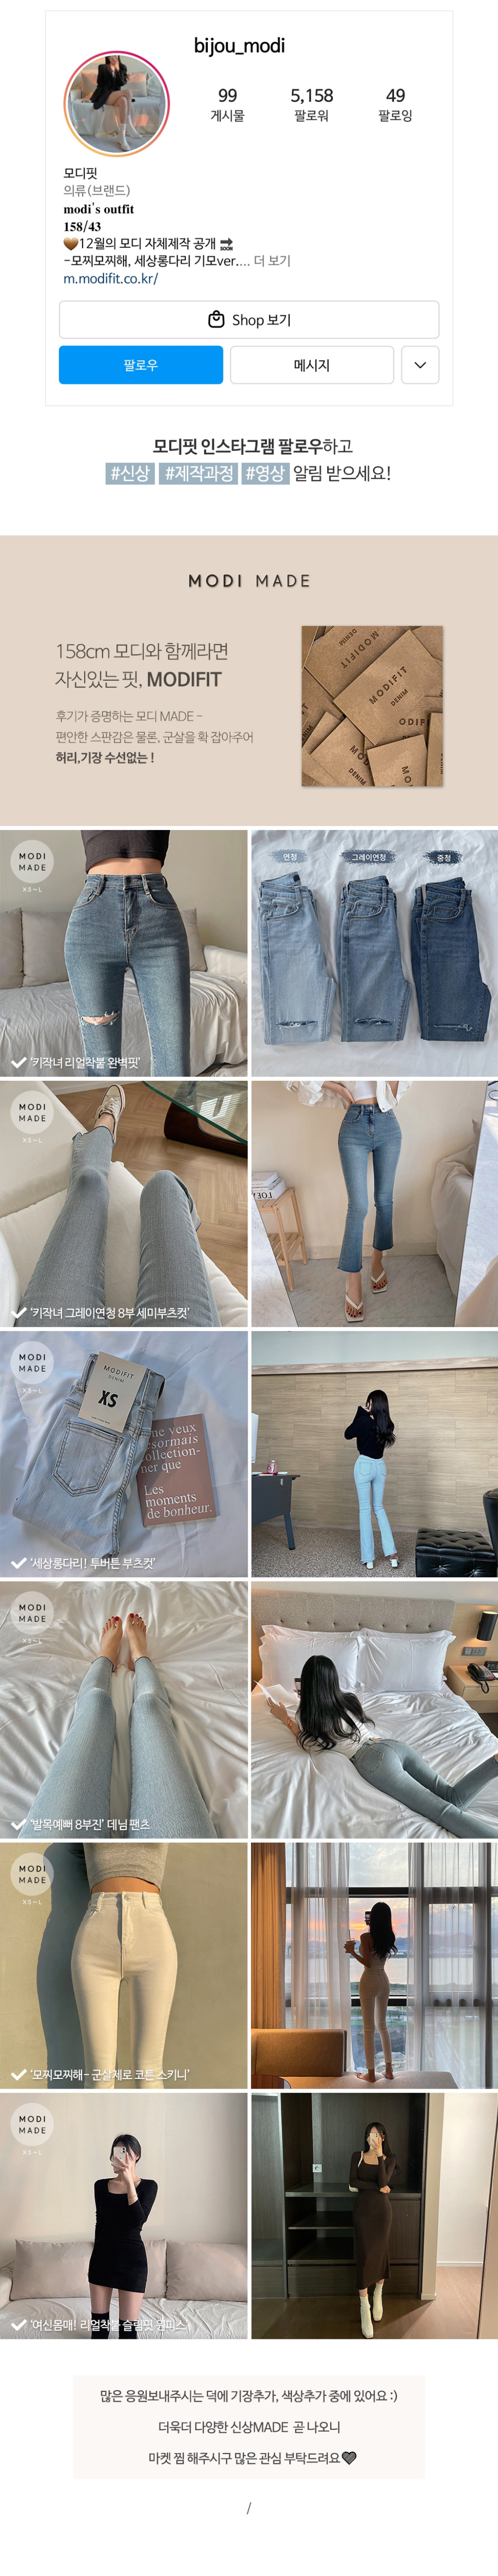 bijou_modi
99
5,158
49
게시물
팔로워
팔로잉
모디핏
의류(브랜드)
modi's outfit
158/43
🤎12월의 모디 자체제작 공개 🔜
-모찌모찌해, 세상롱다리 기모ver.... 더 보기
m.modifit.co.kr/
Shop 보기
팔로우
메시지
모디핏 인스타그램 팔로우하고
#신상 #제작과정 #영상 알림 받으세요!
MODI MADE
158cm 모디와 함께라면
자신있는 핏, MODIFIT
후기가 증명하는 모디 MADE -
편안한 스판감은 물론, 군살을 확 잡아주어
허리,기장 수선없는 !
MODIFIT
DENIM
MODI
MADE
XS~L
✔ '키작녀 리얼착붙 완벽핏'
연청
그레이연청
중청
MODI
MADE
XS~L
✔ '키작녀 그레이연청 8부 세미부츠컷'
MODI
MADE
XS~L
MODIFIT
DENIM
XS
ne veux
ésormais
collection-
ner que
Les
moments
de bonheur.
✔ '세상롱다리! 투버튼 부츠컷'
MODI
MADE
XS~L
✔ '발목예뻐 8부진' 데님 팬츠
MODI
MADE
XS~L
✔ '모찌모찌해- 군살제로 코튼 스키니'
MODI
MADE
XS~L
✔ '여신몸매! 리얼착붙 슬림핏 원피스'
많은 응원보내주시는 덕에 기장추가, 색상추가 중에 있어요 :)
더욱더 다양한 신상MADE 곧 나오니
마켓 찜 해주시구 많은 관심 부탁드려요🖤
/